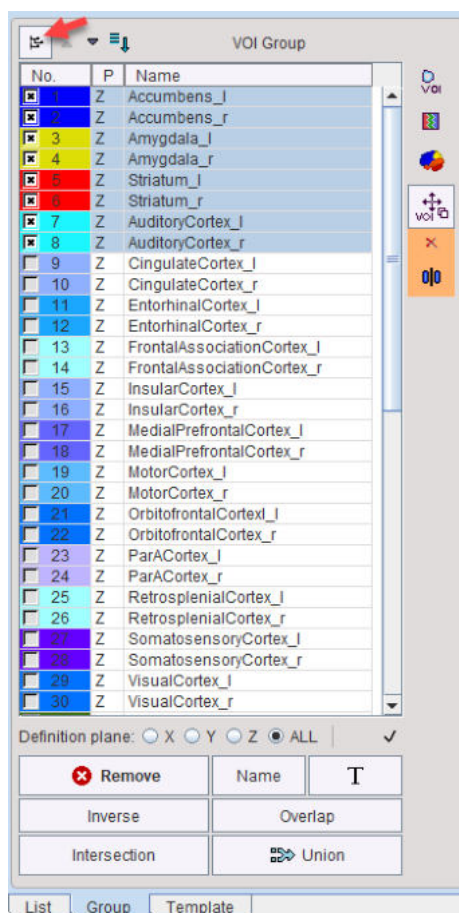 VOI Group
No. P Name
VOI
1 Z Accumbens_l
2 Z Accumbens_r
3 Z Amygdala_l
4 Z Amygdala_r
5 Z Striatum_l
6 Z Striatum_r
VOI
7 Z AuditoryCortex_l
8 Z AuditoryCortex_r
9 Z CingulateCortex_l
10 Z CingulateCortex_r
11 Z EntorhinalCortex_l
12 Z EntorhinalCortex_r
13 Z FrontalAssociationCortex_l
14 Z FrontalAssociationCortex_r
15 Z InsularCortex_l
16 Z InsularCortex_r
17 Z MedialPrefrontalCortex_l
18 Z MedialPrefrontalCortex_r
19 Z MotorCortex_l
20 Z MotorCortex_r
21 Z OrbitofrontalCortexl_l
22 Z OrbitofrontalCortex_r
23 Z ParACortex_l
24 Z ParACortex_r
25 Z RetrosplenialCortex_l
26 Z RetrosplenialCortex_r
27 Z SomatosensoryCortex_l
28 Z SomatosensoryCortex_r
29 Z VisualCortex_l
30 Z VisualCortex_r
Definition plane: X Y Z ALL
Remove Name T
Inverse Overlap
Intersection Union
List Group Template